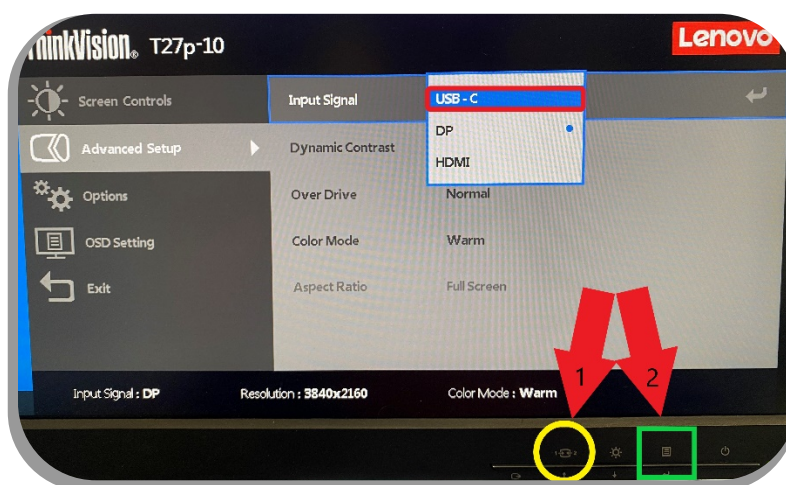 ThinkVision® T27p-10
Lenovo
Screen Controls
Input Signal
USB - C
Advanced Setup
DP
HDMI
Dynamic Contrast
Options
Over Drive
Normal
OSD Setting
Color Mode
Warm
Exit
Aspect Ratio
Full Screen
1
2
Input Signal : DP
Resolution : 3840x2160
Color Mode : Warm